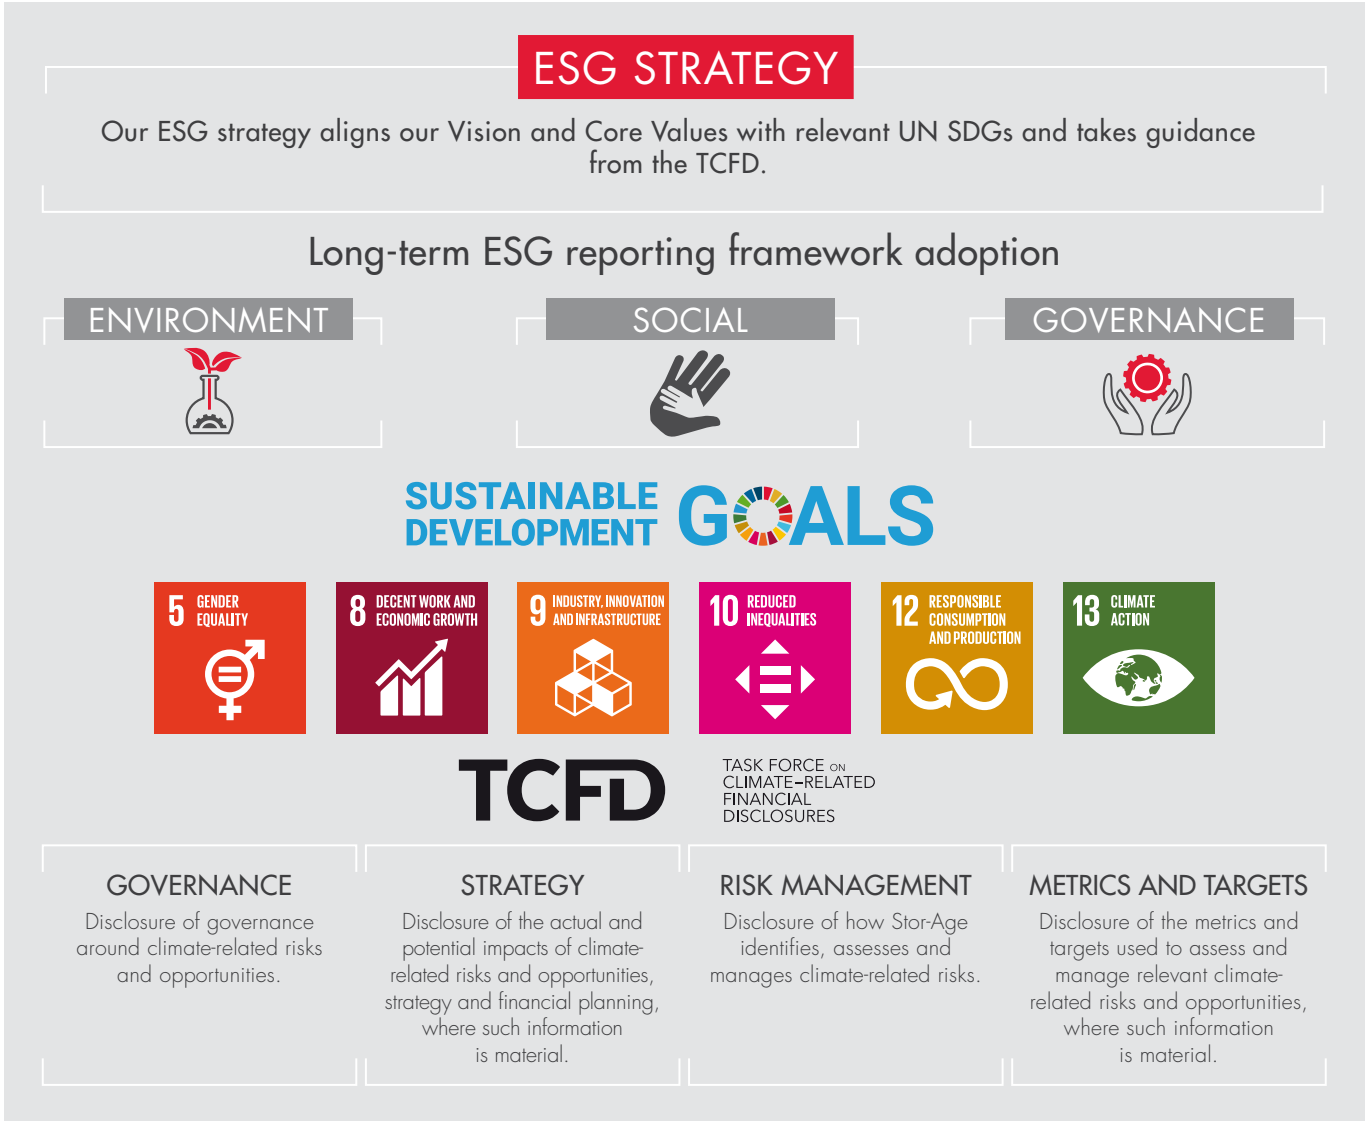 ESG STRATEGY
Our ESG strategy aligns our Vision and Core Values with relevant UN SDGs and takes guidance
from the TCFD.
Long-term ESG reporting framework adoption
ENVIRONMENT
SOCIAL
GOVERNANCE
SUSTAINABLE
DEVELOPMENT
GOALS
5 GENDER
EQUALITY
8 DECENT WORK AND
ECONOMIC GROWTH
9 INDUSTRY, INNOVATION
AND INFRASTRUCTURE
10 REDUCED
INEQUALITIES
12 RESPONSIBLE
CONSUMPTION
AND PRODUCTION
13 CLIMATE
ACTION
TCFD
TASK FORCE ON
CLIMATE-RELATED
FINANCIAL
DISCLOSURES
GOVERNANCE
Disclosure of governance
around climate-related risks
and opportunities.
STRATEGY
Disclosure of the actual and
potential impacts of climate-
related risks and opportunities,
strategy and financial planning,
where such information
is material.
RISK MANAGEMENT
Disclosure of how Stor-Age
identifies, assesses and
manages climate-related risks.
METRICS AND TARGETS
Disclosure of the metrics and
targets used to assess and
manage relevant climate-
related risks and opportunities,
where such information
is material.